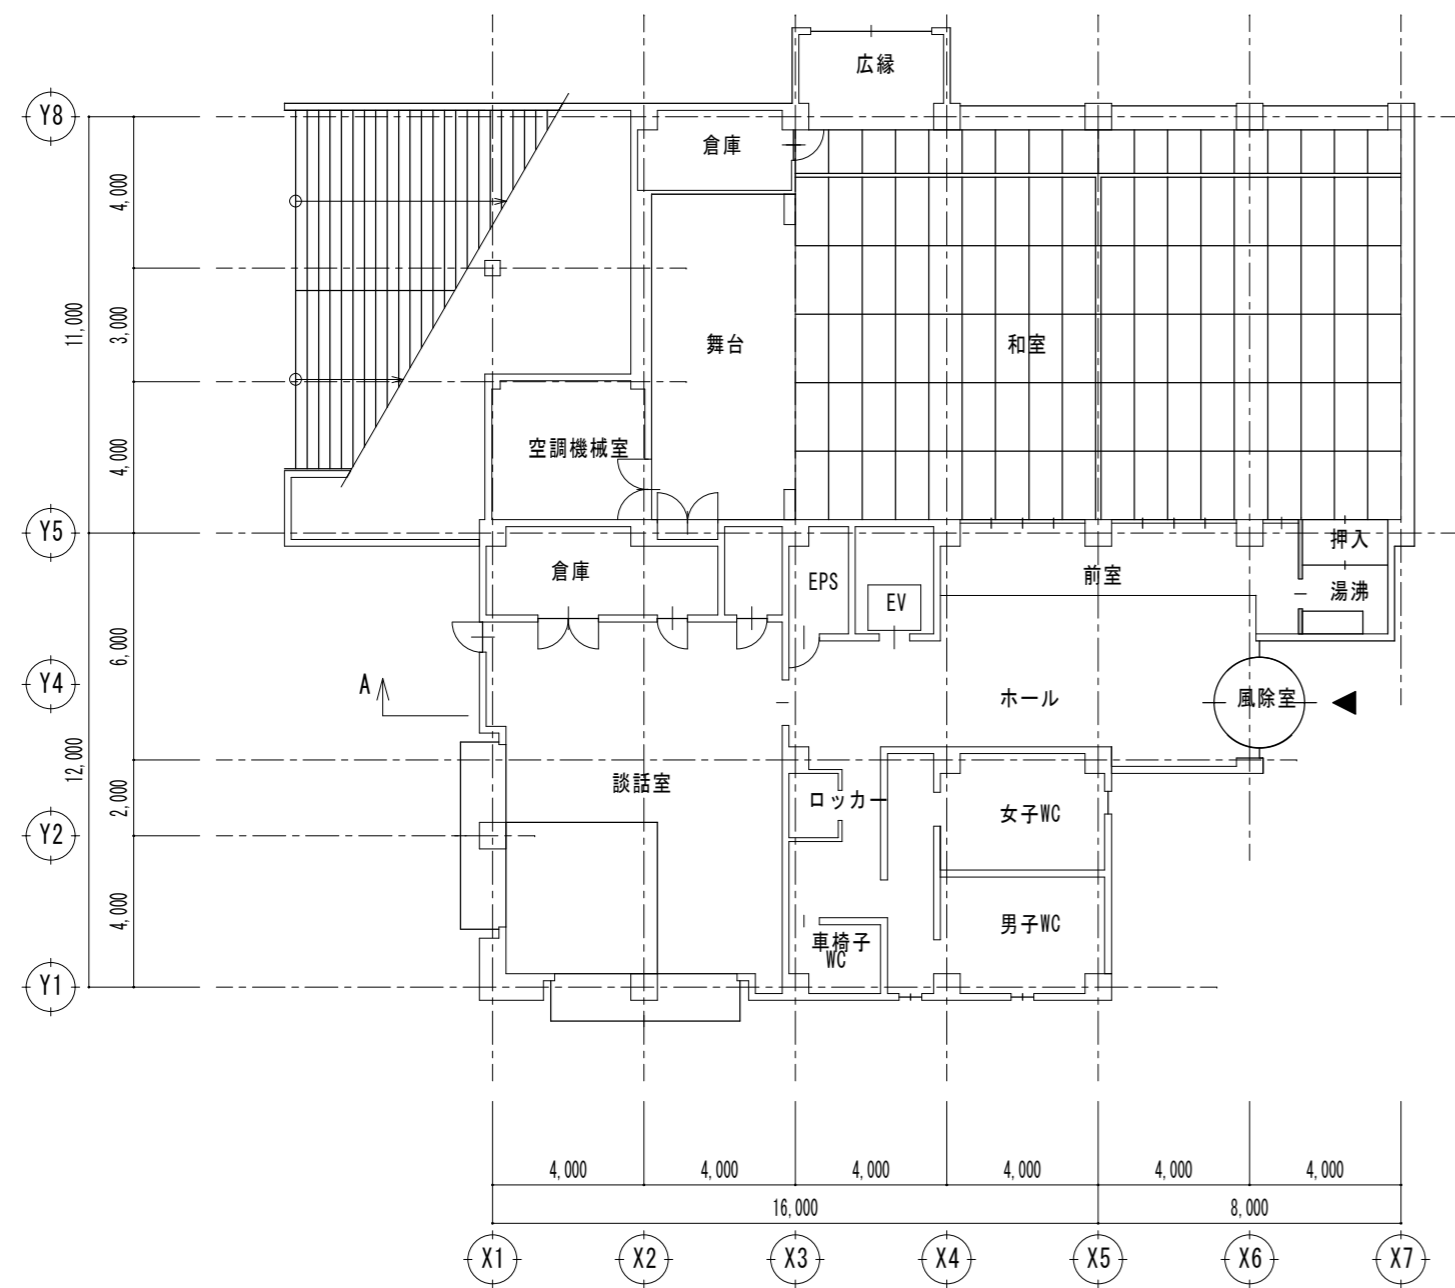 広縁
Y8
倉庫
4,000
11,000
3,000
舞台
和室
4,000
空調機械室
Y5
押入
倉庫
EPS
前室
湯沸
EV
6,000
Y4
A
ホール
風除室
12,000
談話室
2,000
ロッカー
女子WC
Y2
4,000
男子WC
車椅子
WC
Y1
4,000
4,000
4,000
4,000
4,000
4,000
16,000
8,000
X1
X2
X3
X4
X5
X6
X7